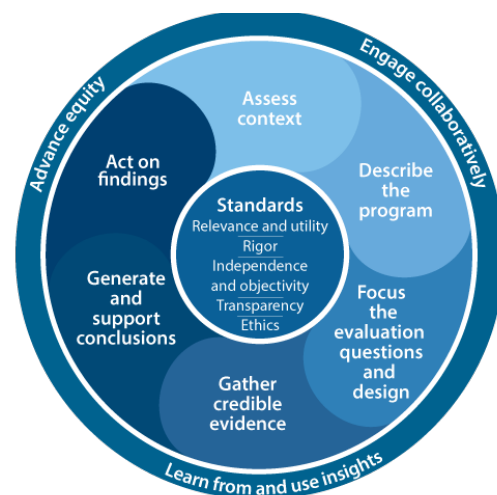 Advance equity
Engage collaboratively
Assess
context
Describe
the
program
Focus
the
evaluation
questions
and
design
Gather
credible
evidence
Generate
and
support
conclusions
Act on
findings
Standards
Relevance and utility
Rigor
Independence
and objectivity
Transparency
Ethics
Learn from and use insights